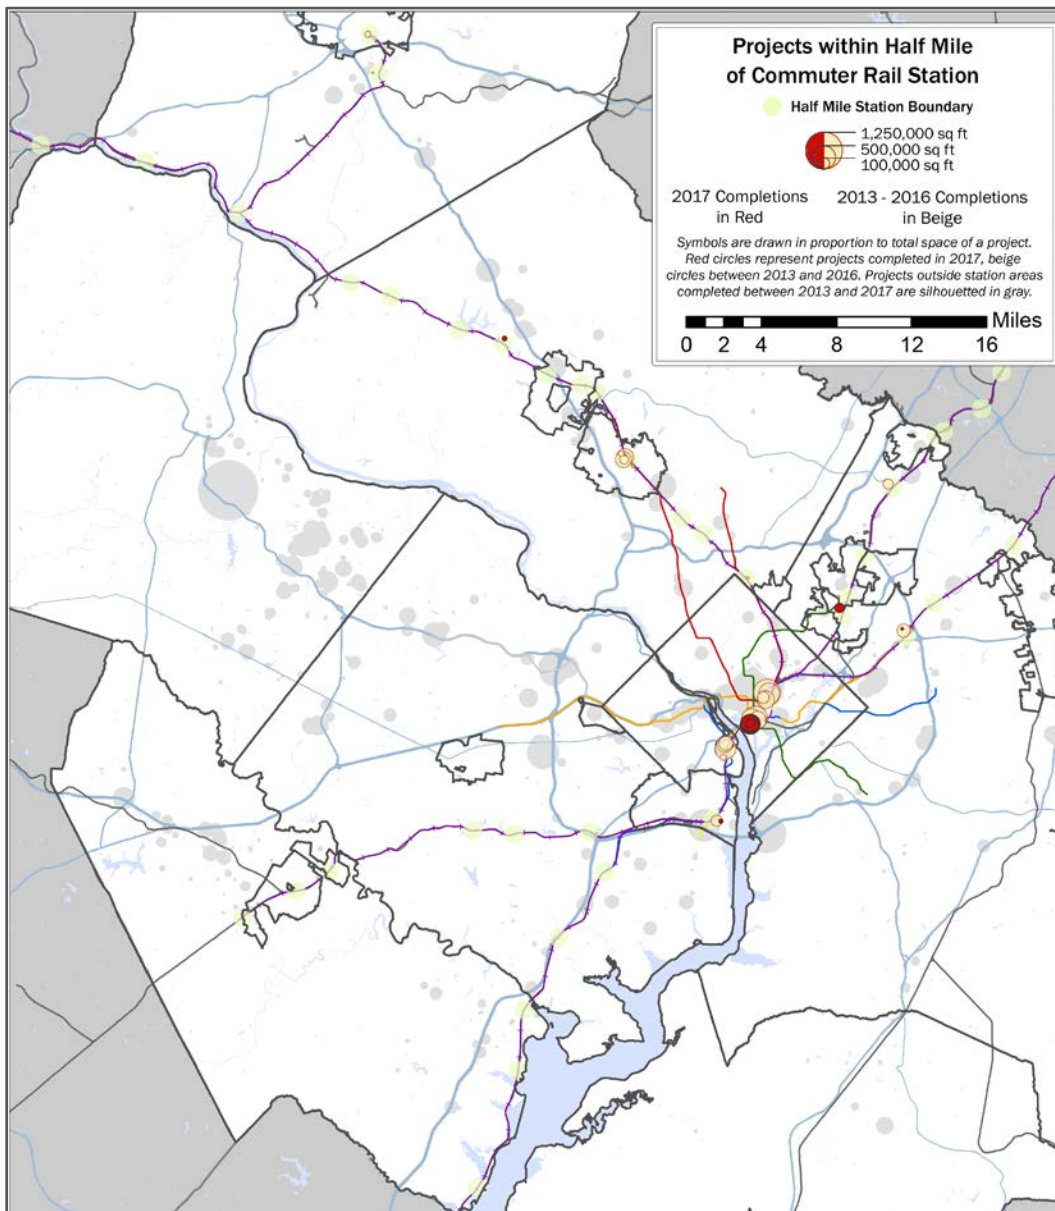 Projects within Half Mile
of Commuter Rail Station
Half Mile Station Boundary
1,250,000 sq ft
500,000 sq ft
100,000 sq ft
2017 Completions
in Red
2013 - 2016 Completions
in Beige
Symbols are drawn in proportion to total space of a project.
Red circles represent projects completed in 2017, beige
circles between 2013 and 2016. Projects outside station areas
completed between 2013 and 2017 are silhouetted in gray.
Miles
0 2 4 8 12 16